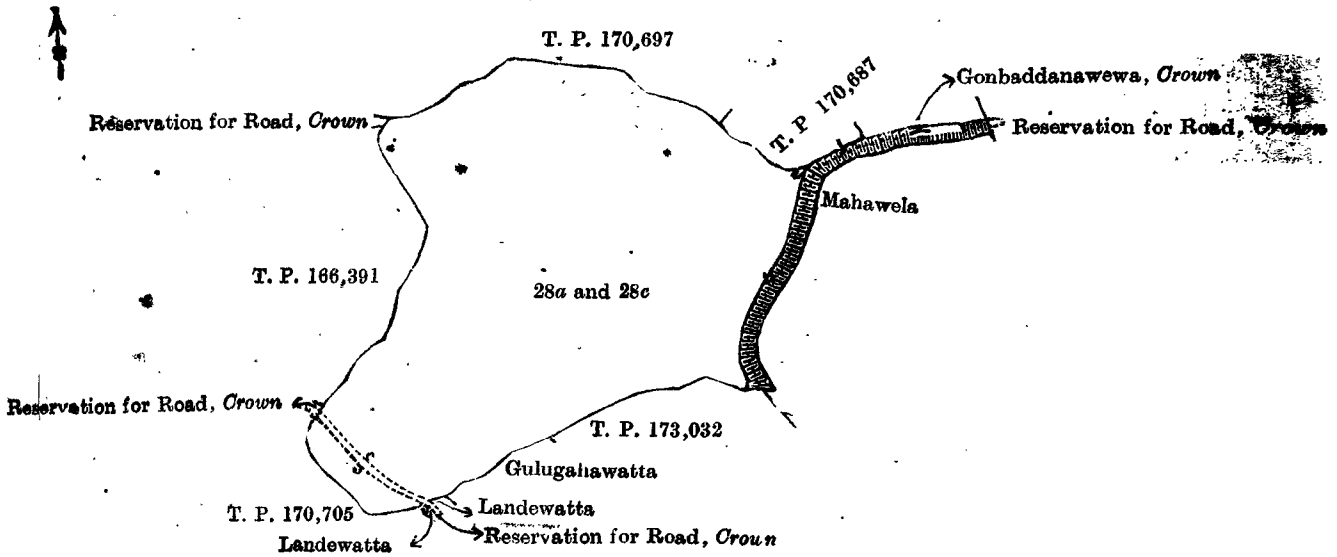 T. P. 170,697
T. P 170,687
Gonbaddanawewa, Crown
Reservation for Road, Crown
Reservation for Road, Crown
Mahawela
T. P. 166,391
28a and 28c
Reservation for Road, Crown
T. P. 173,032
Gulugahawatta
Landewatta
T. P. 170,705
Reservation for Road, Croun
Landewatta